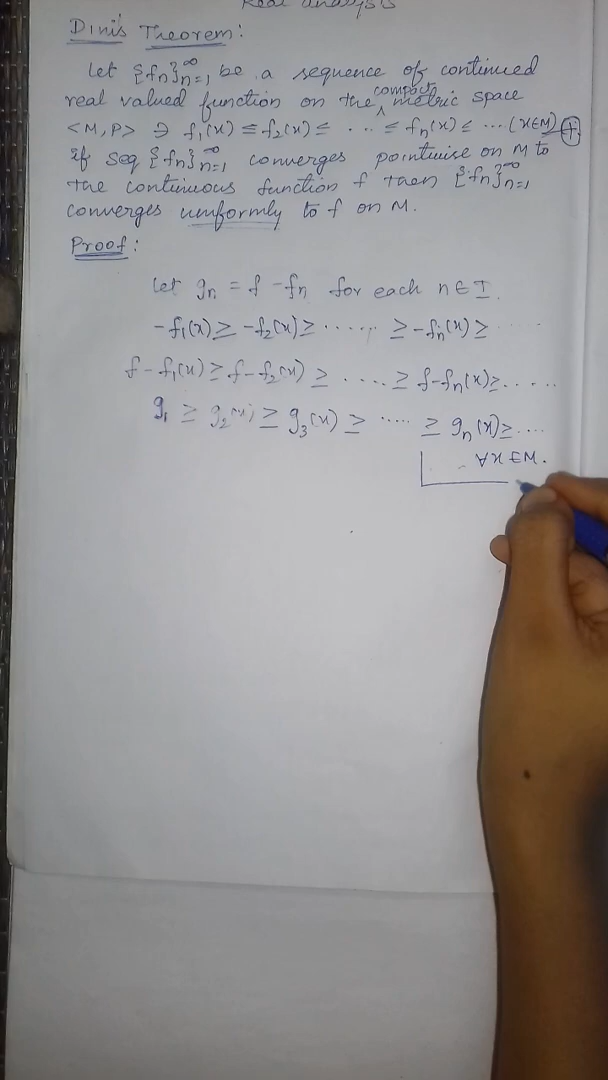 Real analysis
Dini's Theorem:
Let {fn}∞n=1 be a sequence of continued
real valued function on the compact metric space
<M, P> ∋ f₁(x) ≤ f₂(x) ≤ ... ≤ fn(x) ≤ ... (x∈M)
if seq {fn}∞n=1 converges pointwise on M to
the continuous function f then {fn}∞n=1
converges uniformly to f on M.
Proof:
Let gn = f - fn for each n ∈ I.
-f₁(x) ≥ -f₂(x) ≥ ...... ≥ -fn(x) ≥ ....
f - f₁(x) ≥ f - f₂(x) ≥ ..... ≥ f - fn(x) ≥ .....
g₁ ≥ g₂(x) ≥ g₃(x) ≥ ..... ≥ gn(x) ≥ ....
∀x ∈ M.